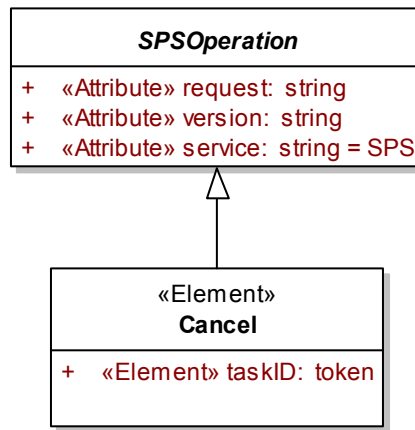 SPSOperation
+ «Attribute» request: string
+ «Attribute» version: string
+ «Attribute» service: string = SPS
«Element»
Cancel
+ «Element» taskID: token